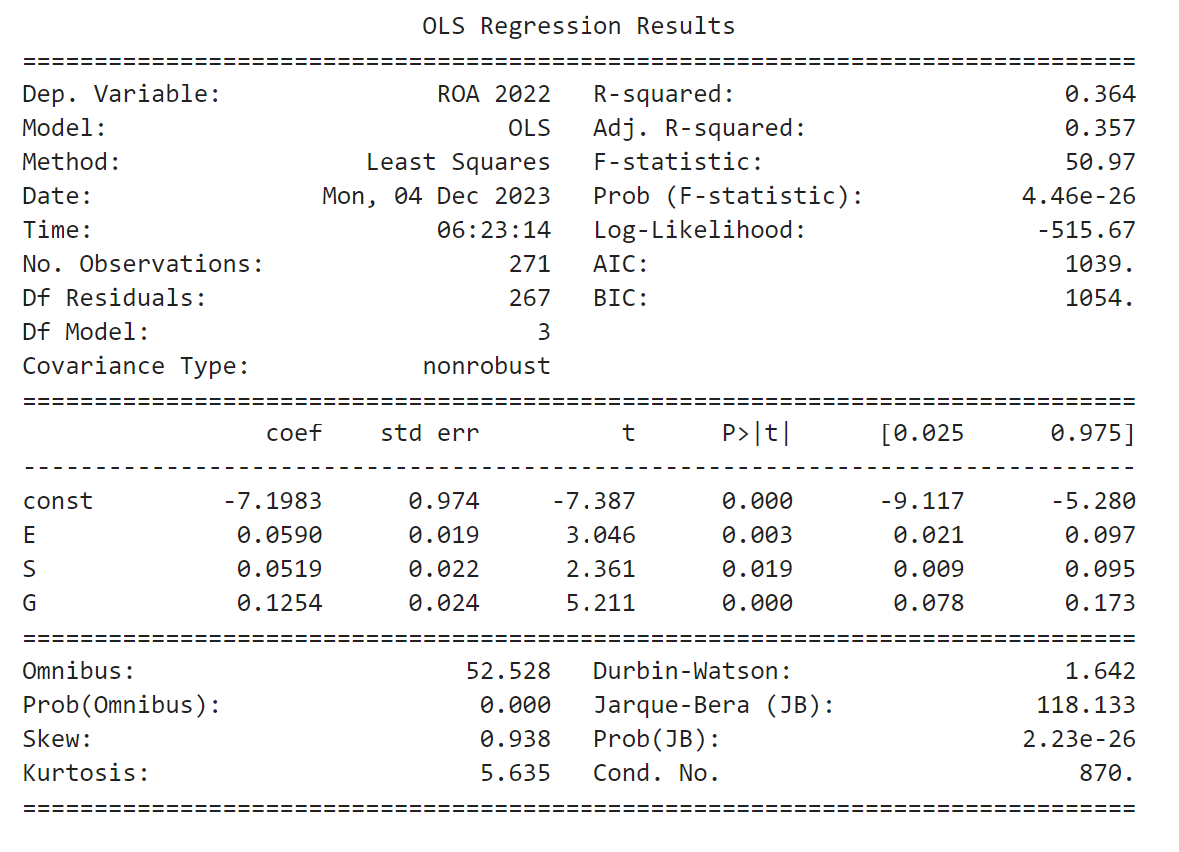 OLS Regression Results
==============================================================================
Dep. Variable:               ROA 2022   R-squared:                       0.364
Model:                            OLS   Adj. R-squared:                  0.357
Method:                 Least Squares   F-statistic:                     50.97
Date:                Mon, 04 Dec 2023   Prob (F-statistic):           4.46e-26
Time:                        06:23:14   Log-Likelihood:                -515.67
No. Observations:                 271   AIC:                             1039.
Df Residuals:                     267   BIC:                             1054.
Df Model:                           3
Covariance Type:            nonrobust
==============================================================================
                 coef    std err          t      P>|t|      [0.025      0.975]
------------------------------------------------------------------------------
const         -7.1983      0.974     -7.387      0.000      -9.117      -5.280
E              0.0590      0.019      3.046      0.003       0.021       0.097
S              0.0519      0.022      2.361      0.019       0.009       0.095
G              0.1254      0.024      5.211      0.000       0.078       0.173
==============================================================================
Omnibus:                       52.528   Durbin-Watson:                   1.642
Prob(Omnibus):                  0.000   Jarque-Bera (JB):              118.133
Skew:                           0.938   Prob(JB):                     2.23e-26
Kurtosis:                       5.635   Cond. No.                         870.
==============================================================================